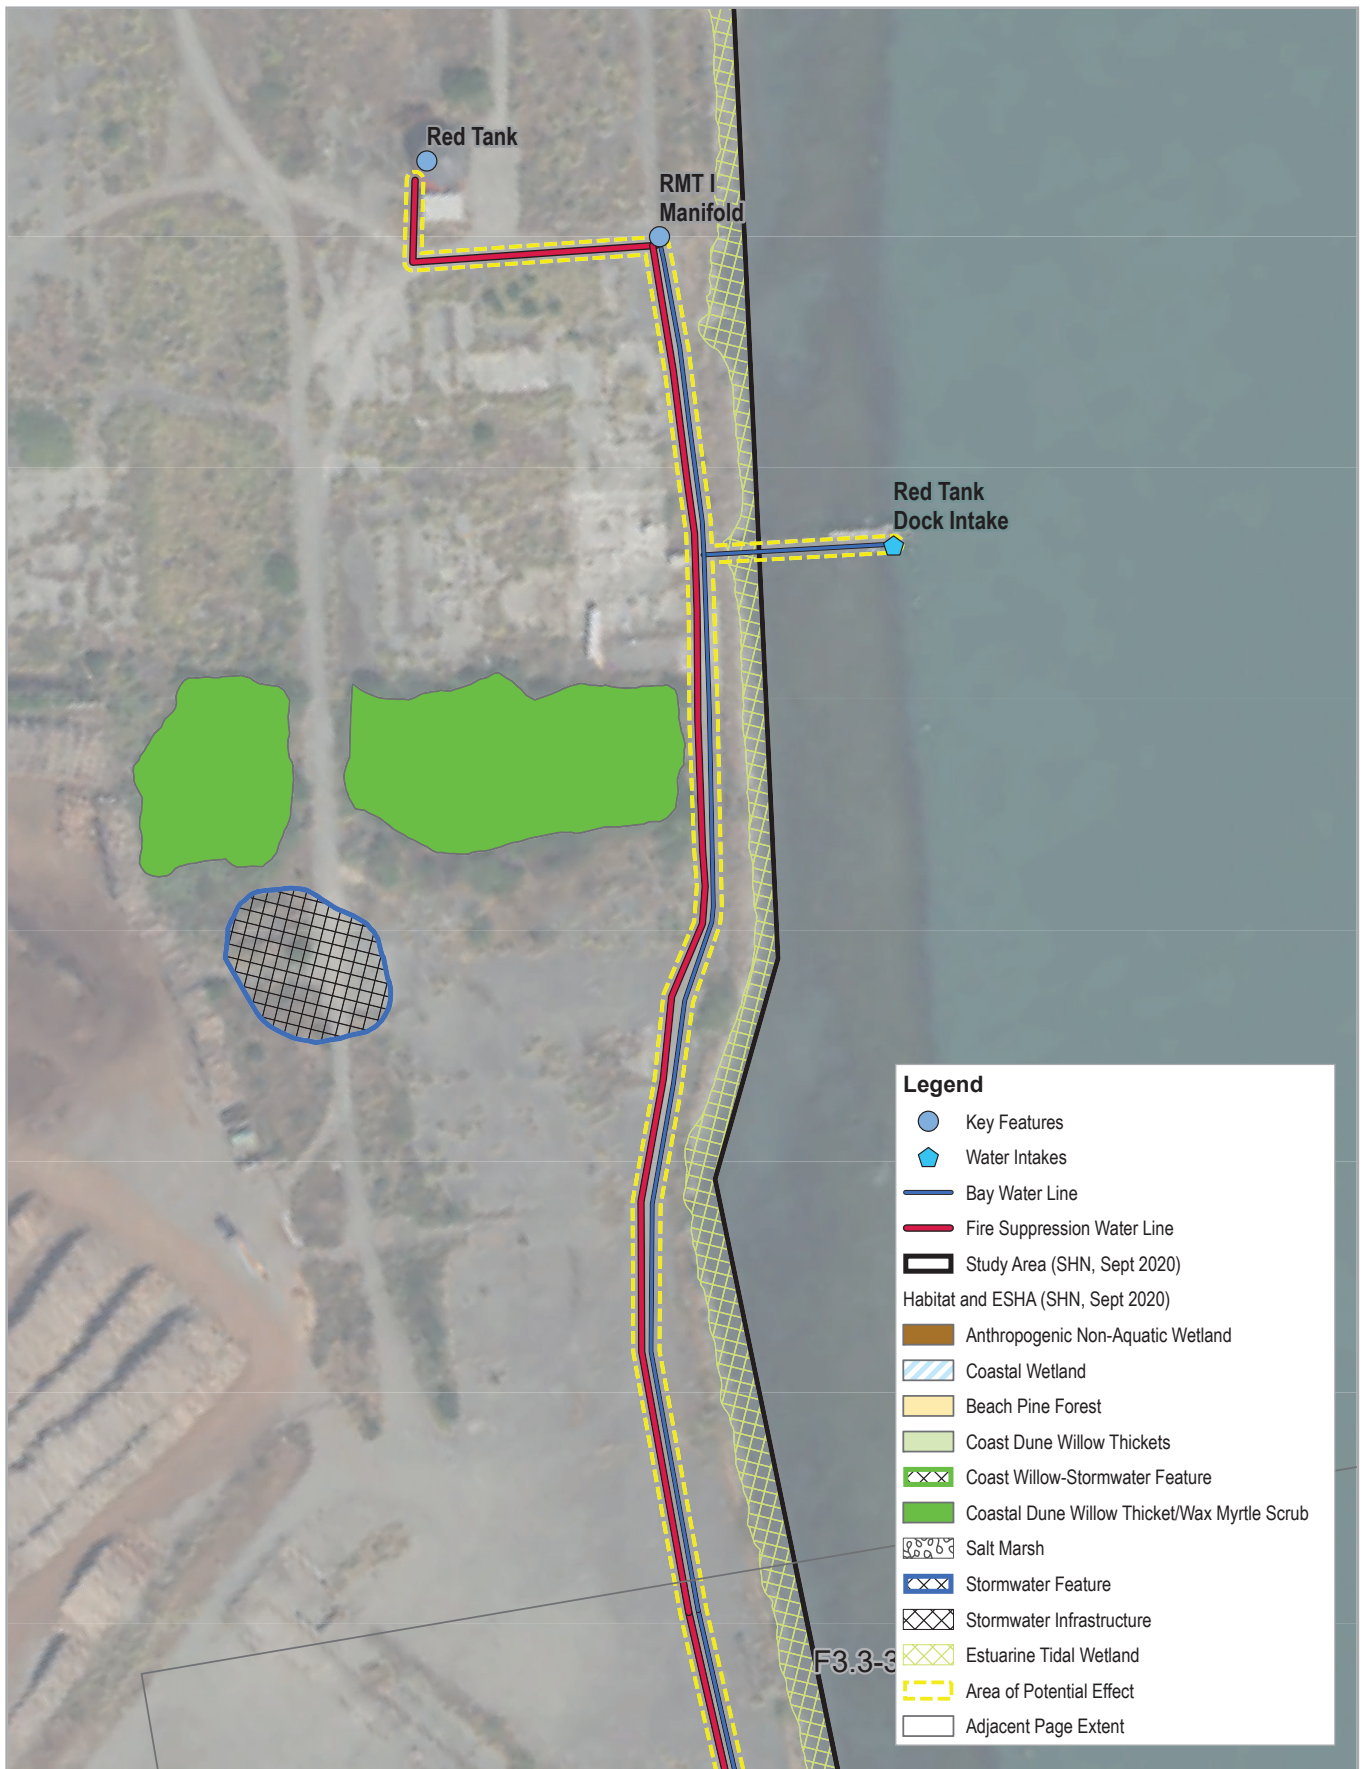 Red Tank
RMT I
Manifold
Red Tank
Dock Intake
Legend
Key Features
Water Intakes
Bay Water Line
Fire Suppression Water Line
Study Area (SHN, Sept 2020)
Habitat and ESHA (SHN, Sept 2020)
Anthropogenic Non-Aquatic Wetland
Coastal Wetland
Beach Pine Forest
Coast Dune Willow Thickets
Coast Willow-Stormwater Feature
Coastal Dune Willow Thicket/Wax Myrtle Scrub
Salt Marsh
Stormwater Feature
Stormwater Infrastructure
F3.3-3
Estuarine Tidal Wetland
Area of Potential Effect
Adjacent Page Extent